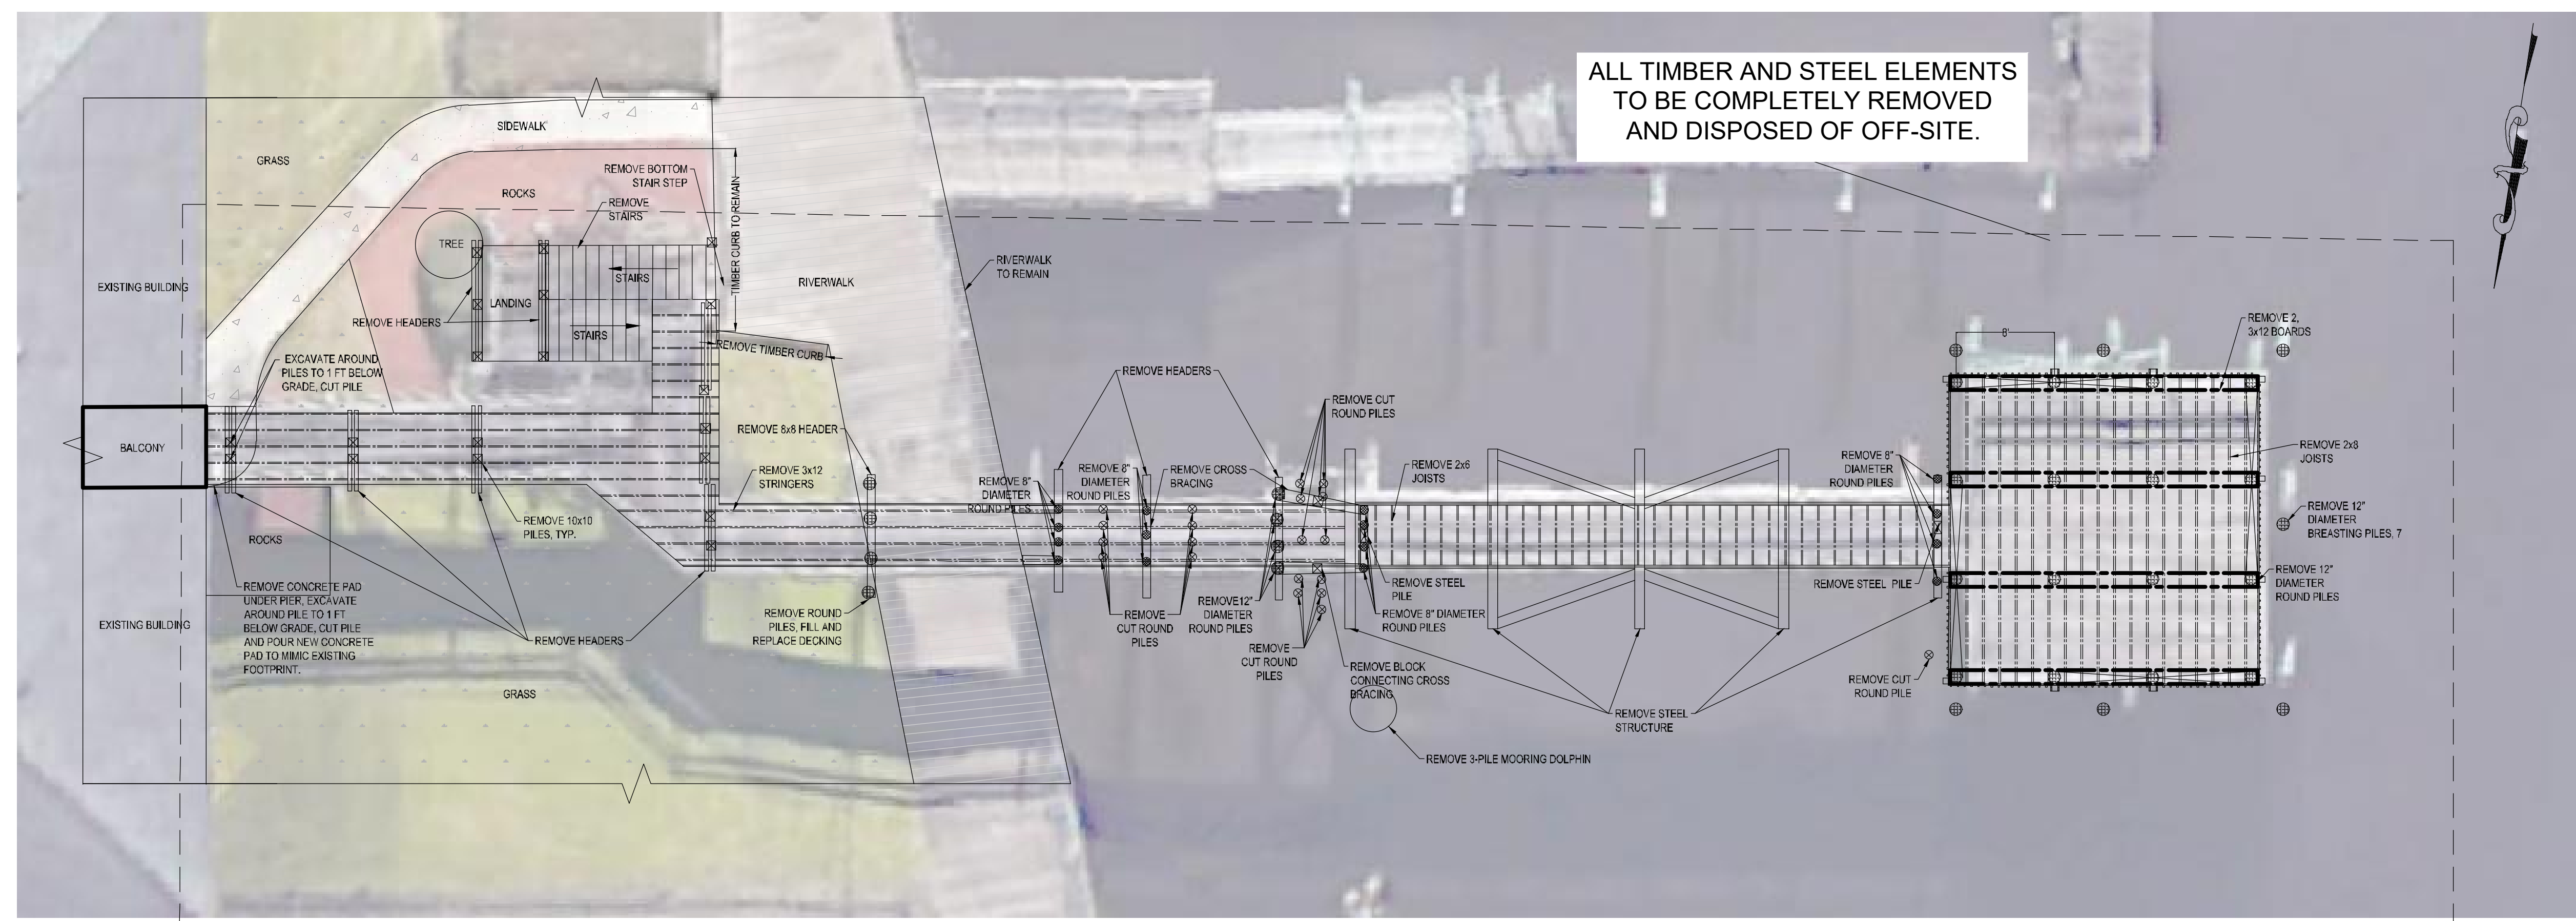 ALL TIMBER AND STEEL ELEMENTS
TO BE COMPLETELY REMOVED
AND DISPOSED OF OFF-SITE.
SIDEWALK
GRASS
REMOVE BOTTOM
STAIR STEP
ROCKS
REMOVE
STAIRS
TIMBER CURB TO REMAIN
TREE
STAIRS
LANDING
STAIRS
REMOVE HEADERS
EXISTING BUILDING
RIVERWALK
RIVERWALK
TO REMAIN
REMOVE TIMBER CURB
EXCAVATE AROUND
PILES TO 1 FT BELOW
GRADE, CUT PILE
BALCONY
REMOVE 8x8 HEADER
REMOVE 3x12
STRINGERS
REMOVE 10x10
PILES, TYP.
ROCKS
REMOVE CONCRETE PAD
UNDER PIER, EXCAVATE
AROUND PILE TO 1 FT
BELOW GRADE, CUT PILE
AND POUR NEW CONCRETE
PAD TO MIMIC EXISTING
FOOTPRINT.
EXISTING BUILDING
REMOVE HEADERS
GRASS
REMOVE ROUND
PILES, FILL AND
REPLACE DECKING
REMOVE HEADERS
REMOVE 8"
DIAMETER
ROUND PILES
REMOVE 8"
DIAMETER
ROUND PILES
REMOVE CROSS
BRACING
REMOVE CUT
ROUND PILES
REMOVE 2x6
JOISTS
REMOVE
CUT ROUND
PILES
REMOVE12"
DIAMETER
ROUND PILES
REMOVE
CUT ROUND
PILES
REMOVE STEEL
PILE
REMOVE 8" DIAMETER
ROUND PILES
REMOVE BLOCK
CONNECTING CROSS
BRACING
REMOVE 3-PILE MOORING DOLPHIN
REMOVE STEEL
STRUCTURE
REMOVE 8"
DIAMETER
ROUND PILES
REMOVE STEEL PILE
REMOVE CUT
ROUND PILE
8'
REMOVE 2,
3x12 BOARDS
REMOVE 2x8
JOISTS
REMOVE 12"
DIAMETER
BREASTING PILES, 7
REMOVE 12"
DIAMETER
ROUND PILES